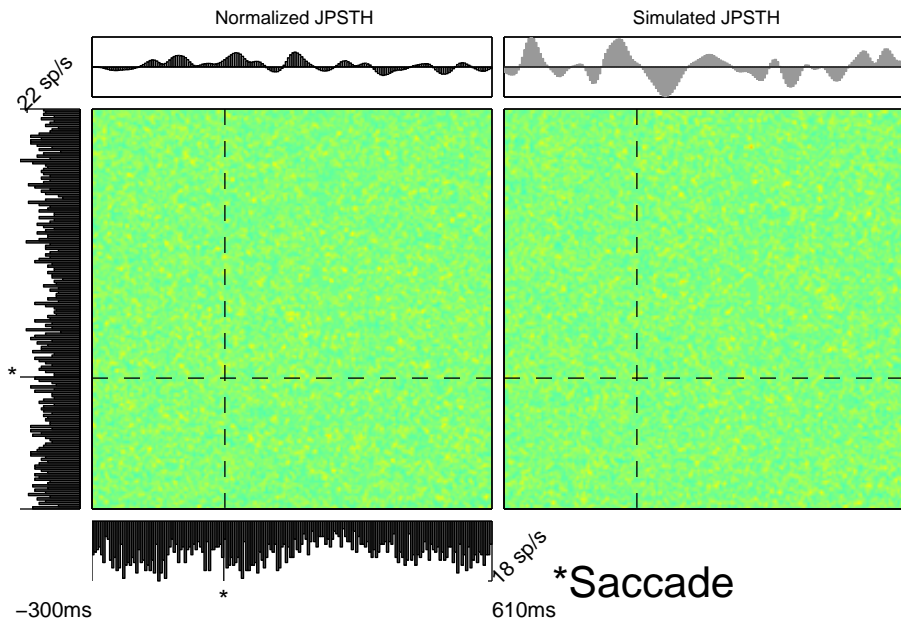 Normalized JPSTH
Simulated JPSTH
22 sp/s
*
18 sp/s
*
*Saccade
−300ms
610ms